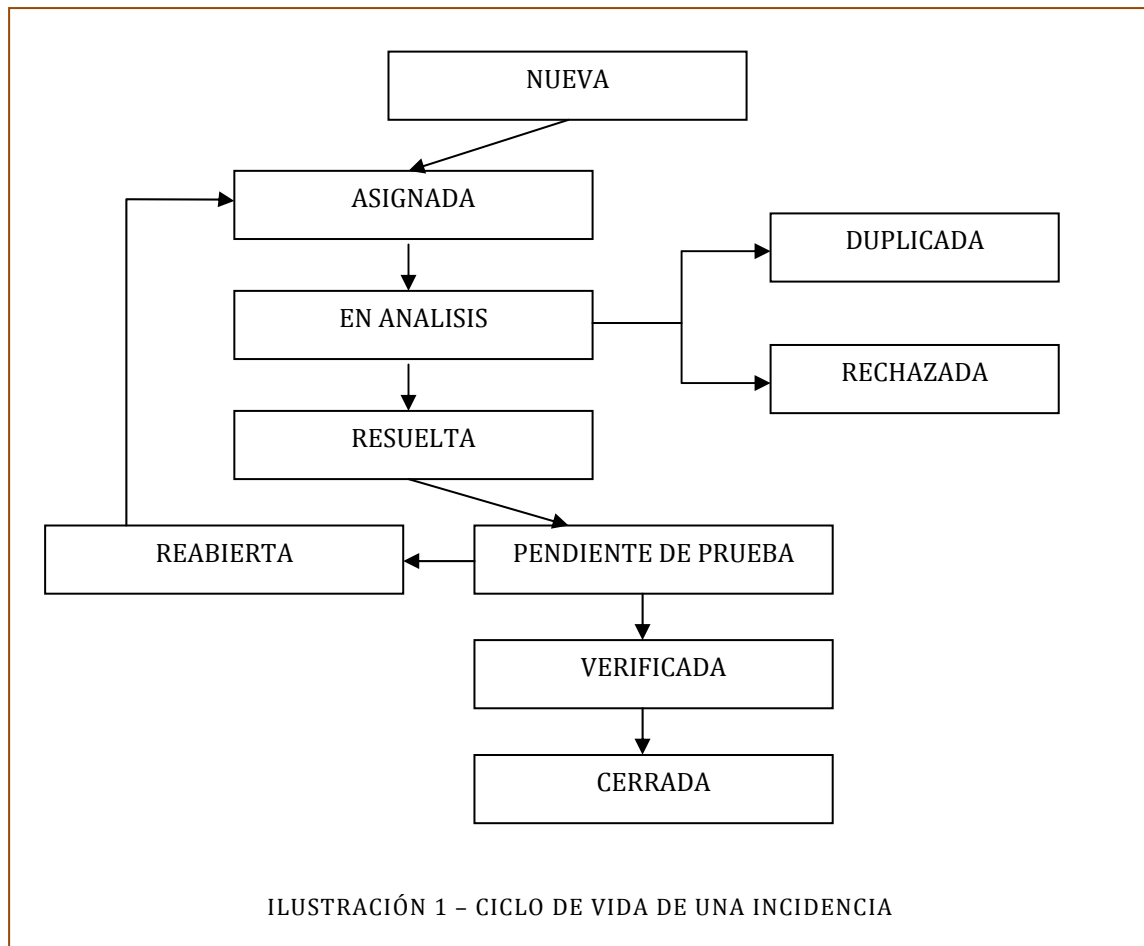 NUEVA
ASIGNADA
DUPLICADA
EN ANALISIS
RECHAZADA
RESUELTA
REABIERTA
PENDIENTE DE PRUEBA
VERIFICADA
CERRADA
ILUSTRACIÓN 1 – CICLO DE VIDA DE UNA INCIDENCIA